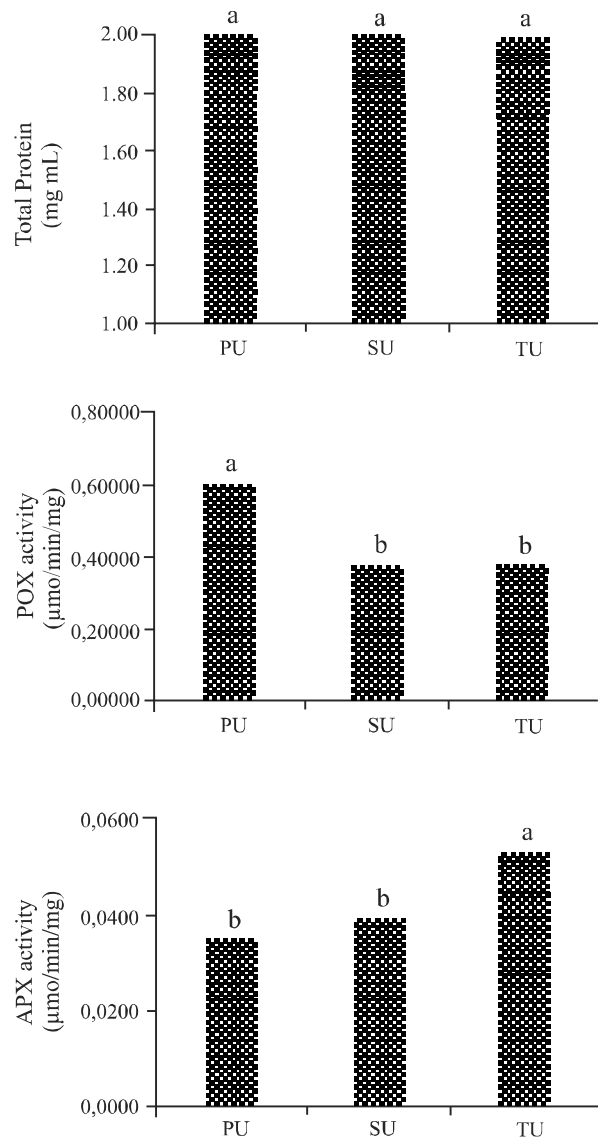 a a a
2.00
1.80
1.60
1.40
1.20
1.00
Total Protein
(mg mL)
PU SU TU
0,80000
0,60000
0,40000
0,20000
0,00000
POX activity
(µmo/min/mg)
a b b
PU SU TU
0,0600
0,0400
0,0200
0,0000
APX activity
(µmo/min/mg)
b b a
PU SU TU